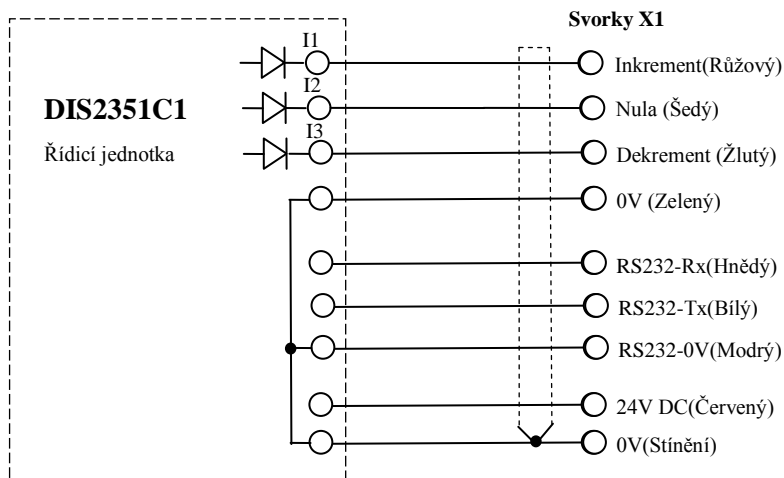 Svorky X1
I1
Inkrement(Růžový)
DIS2351C1
I2
Nula (Šedý)
Řídicí jednotka
I3
Dekrement (Žlutý)
0V (Zelený)
RS232-Rx(Hnědý)
RS232-Tx(Bílý)
RS232-0V(Modrý)
24V DC(Červený)
0V(Stínění)